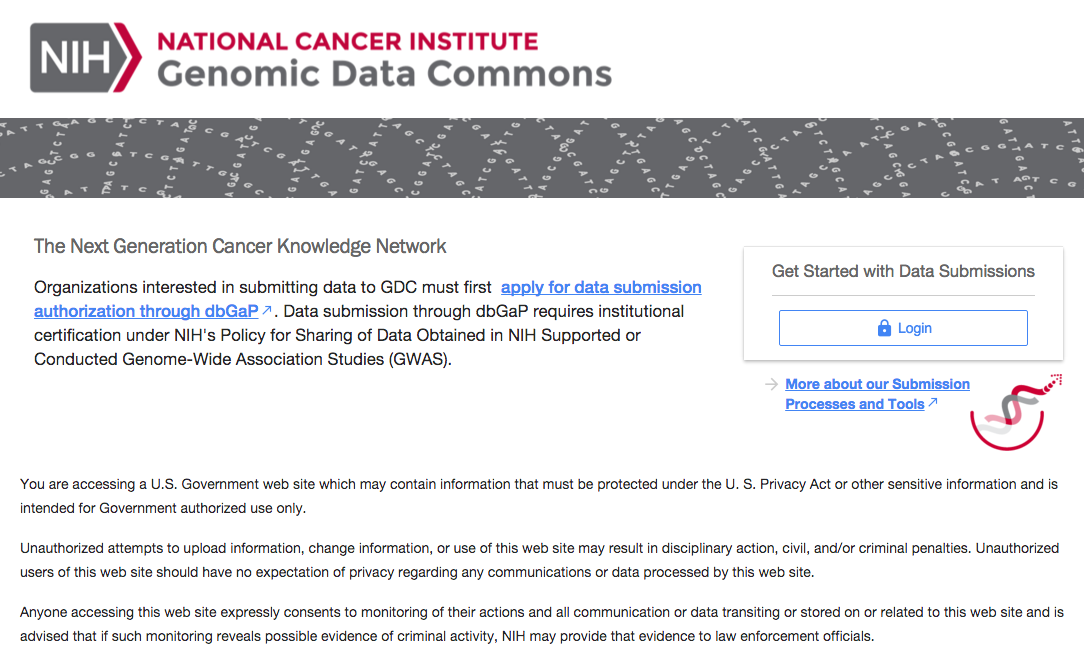 NIH
NATIONAL CANCER INSTITUTE
Genomic Data Commons
The Next Generation Cancer Knowledge Network
Organizations interested in submitting data to GDC must first apply for data submission
authorization through dbGaP. Data submission through dbGaP requires institutional
certification under NIH's Policy for Sharing of Data Obtained in NIH Supported or
Conducted Genome-Wide Association Studies (GWAS).
Get Started with Data Submissions
Login
More about our Submission
Processes and Tools
You are accessing a U.S. Government web site which may contain information that must be protected under the U. S. Privacy Act or other sensitive information and is
intended for Government authorized use only.
Unauthorized attempts to upload information, change information, or use of this web site may result in disciplinary action, civil, and/or criminal penalties. Unauthorized
users of this web site should have no expectation of privacy regarding any communications or data processed by this web site.
Anyone accessing this web site expressly consents to monitoring of their actions and all communication or data transiting or stored on or related to this web site and is
advised that if such monitoring reveals possible evidence of criminal activity, NIH may provide that evidence to law enforcement officials.